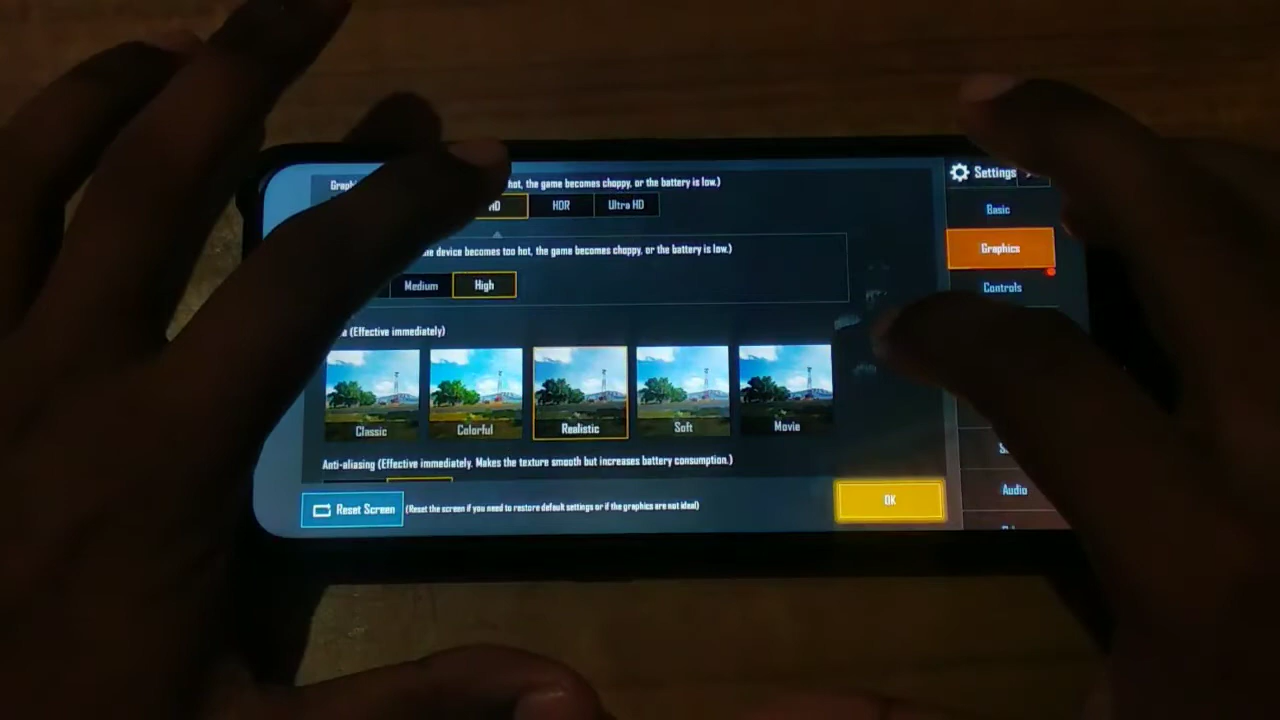 hot, the game becomes choppy, or the battery is low.)
Settings
HDR
Ultra HD
Basic
device becomes too hot, the game becomes choppy, or the battery is low.)
Graphics
Medium
High
Controls
(Effective immediately)
Classic
Colorful
Realistic
Soft
Movie
Anti-aliasing (Effective immediately. Makes the texture smooth but increases battery consumption.)
Reset Screen
(Reset the screen if you need to restore default settings or if the graphics are not ideal)
OK
Audio